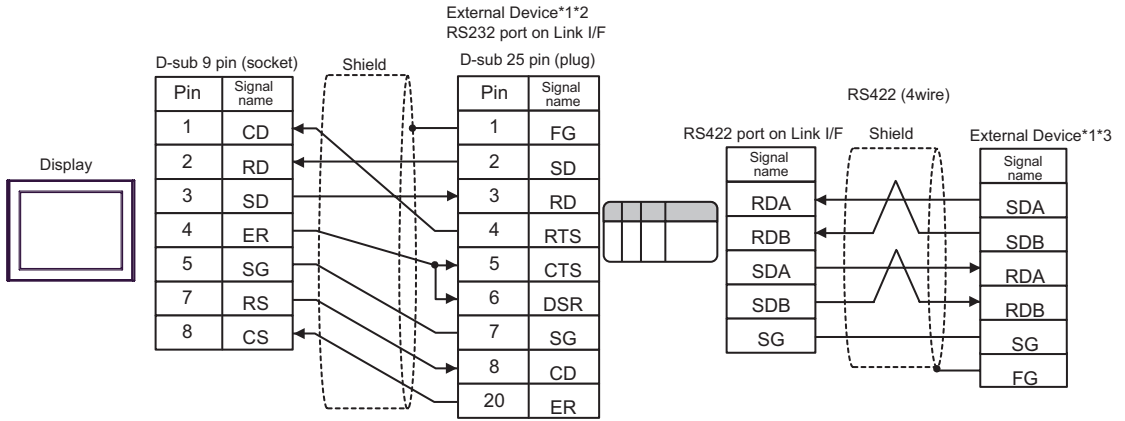 External Device*1*2
RS232 port on Link I/F
D-sub 9 pin (socket)
Shield
D-sub 25 pin (plug)
Pin Signal name
1 CD
2 RD
3 SD
4 ER
5 SG
7 RS
8 CS
Pin Signal name
1 FG
2 SD
3 RD
4 RTS
5 CTS
6 DSR
7 SG
8 CD
20 ER
Display
RS422 (4wire)
RS422 port on Link I/F
Shield
External Device*1*3
Signal name
RDA
RDB
SDA
SDB
SG
Signal name
SDA
SDB
RDA
RDB
SG
FG